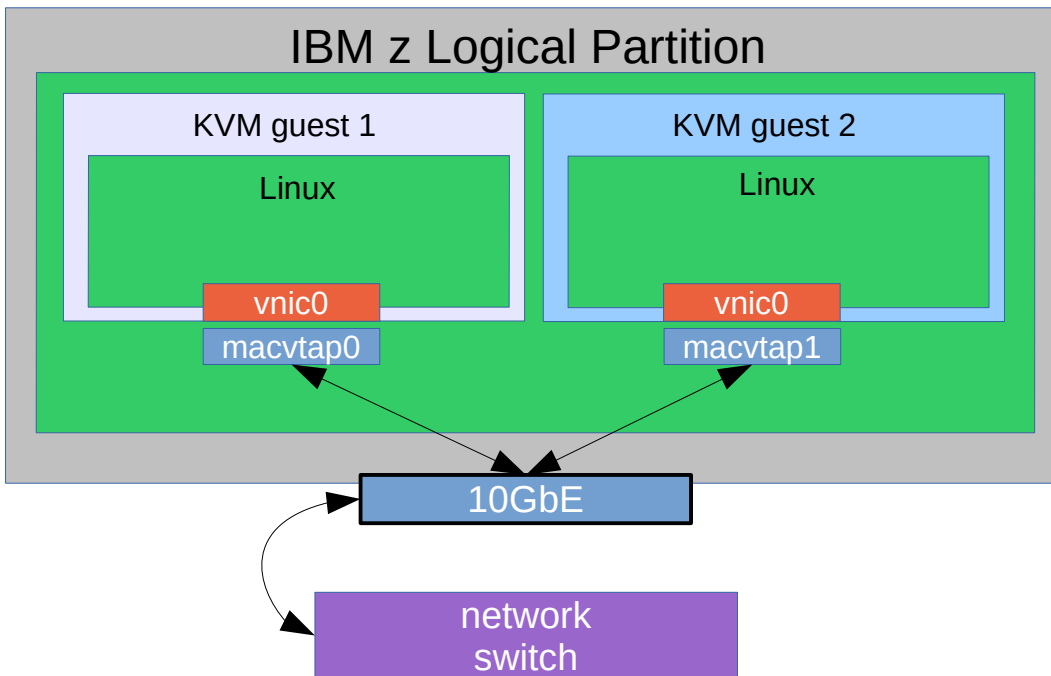 IBM z Logical Partition
KVM guest 1
Linux
vnic0
macvtap0
KVM guest 2
Linux
vnic0
macvtap1
10GbE
network
switch